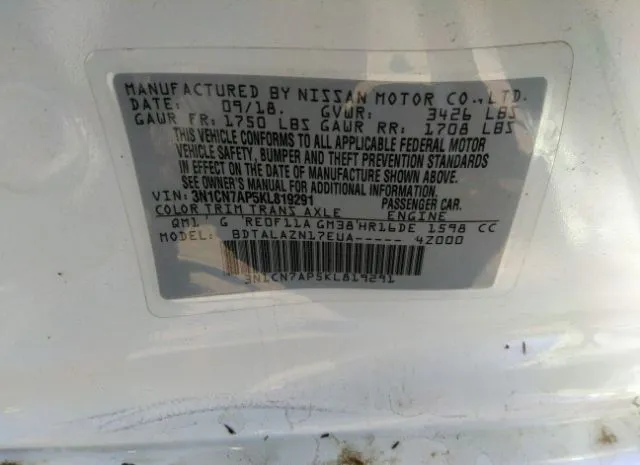 MANUFACTURED BY NISSAN MOTOR CO.,LTD.
DATE: 09/18. GVWR: 3426 LBS
GAWR FR: 1750 LBS GAWR RR: 1708 LBS
THIS VEHICLE CONFORMS TO ALL APPLICABLE FEDERAL MOTOR
VEHICLE SAFETY, BUMPER AND THEFT PREVENTION STANDARDS
IN EFFECT ON THE DATE OF MANUFACTURE SHOWN ABOVE.
SEE OWNER'S MANUAL FOR ADDITIONAL INFORMATION.
VIN: 3N1CN7AP5KL819291 PASSENGER CAR.
COLOR TRIM TRANS AXLE ENGINE
QM1 G RE0F11A GM38 HR16DE 1598 CC
MODEL: BDTALAZN17EUA----- 4Z000
3N1CN7AP5KL819291